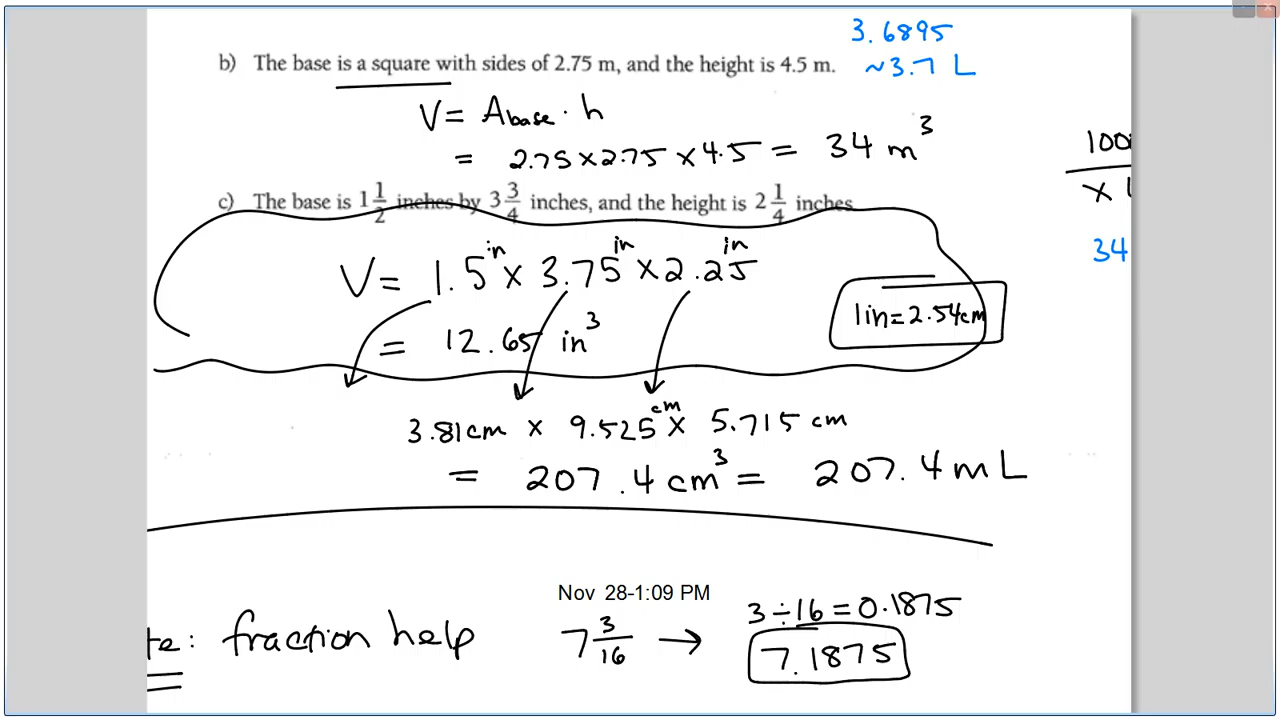 3.6895
b) The base is a square with sides of 2.75 m, and the height is 4.5 m. ~3.7 L
V = Abase · h
= 2.75 x 2.75 x 4.5 = 34 m³
100
x
c) The base is 1 1/2 inches by 3 3/4 inches, and the height is 2 1/4 inches.
34
V = 1.5 in x 3.75 in x 2.25 in
1in = 2.54cm
= 12.65 in³
3.81cm x 9.525 cm x 5.715 cm
= 207.4 cm³ = 207.4 mL
Nov 28-1:09 PM
te: fraction help 7 3/16 → 3 ÷ 16 = 0.1875
7.1875